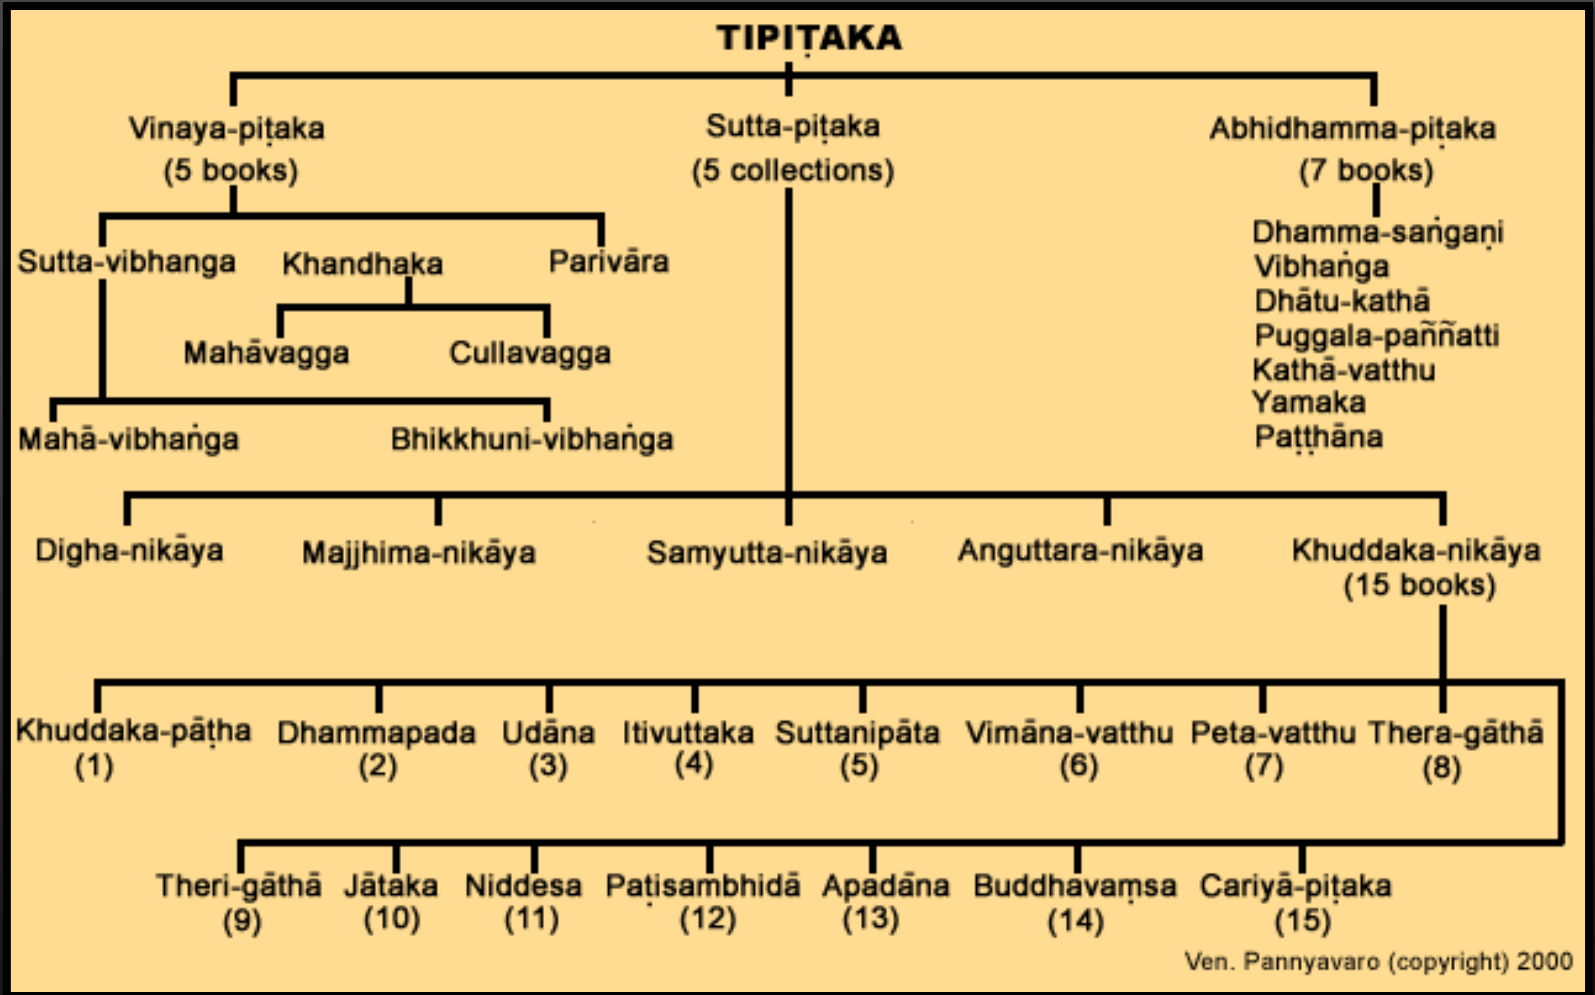 TIPIṬAKA
Vinaya-piṭaka
(5 books)
Sutta-piṭaka
(5 collections)
Abhidhamma-piṭaka
(7 books)
Sutta-vibhanga
Khandhaka
Parivāra
Mahāvagga
Cullavagga
Mahā-vibhaṅga
Bhikkhuni-vibhaṅga
Dhamma-saṅgaṇi
Vibhaṅga
Dhātu-kathā
Puggala-paññatti
Kathā-vatthu
Yamaka
Paṭṭhāna
Digha-nikāya
Majjhima-nikāya
Samyutta-nikāya
Anguttara-nikāya
Khuddaka-nikāya
(15 books)
Khuddaka-pāṭha
(1)
Dhammapada
(2)
Udāna
(3)
Itivuttaka
(4)
Suttanipāta
(5)
Vimāna-vatthu
(6)
Peta-vatthu
(7)
Thera-gāthā
(8)
Theri-gāthā
(9)
Jātaka
(10)
Niddesa
(11)
Paṭisambhidā
(12)
Apadāna
(13)
Buddhavaṃsa
(14)
Cariyā-piṭaka
(15)
Ven. Pannyavaro (copyright) 2000